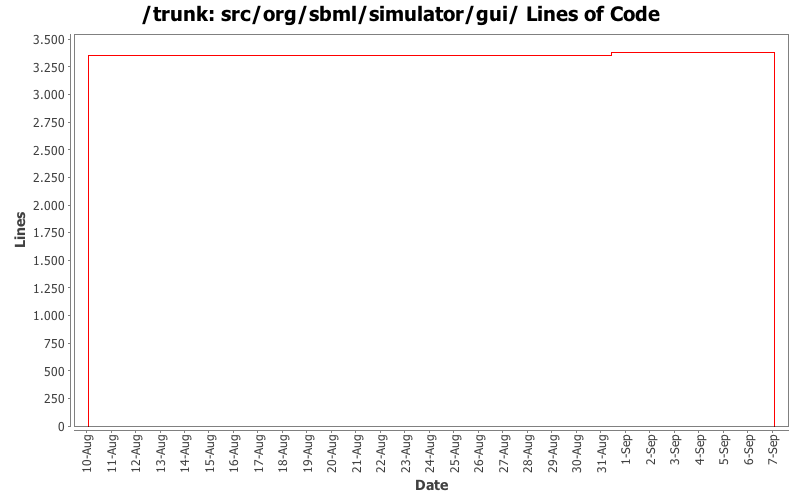 /trunk: src/org/sbml/simulator/gui/ Lines of Code
3.500
3.250
3.000
2.750
2.500
2.250
2.000
1.750
1.500
1.250
1.000
750
500
250
0
Lines
10-Aug
11-Aug
12-Aug
13-Aug
14-Aug
15-Aug
16-Aug
17-Aug
18-Aug
19-Aug
20-Aug
21-Aug
22-Aug
23-Aug
24-Aug
25-Aug
26-Aug
27-Aug
28-Aug
29-Aug
30-Aug
31-Aug
1-Sep
2-Sep
3-Sep
4-Sep
5-Sep
6-Sep
7-Sep
Date